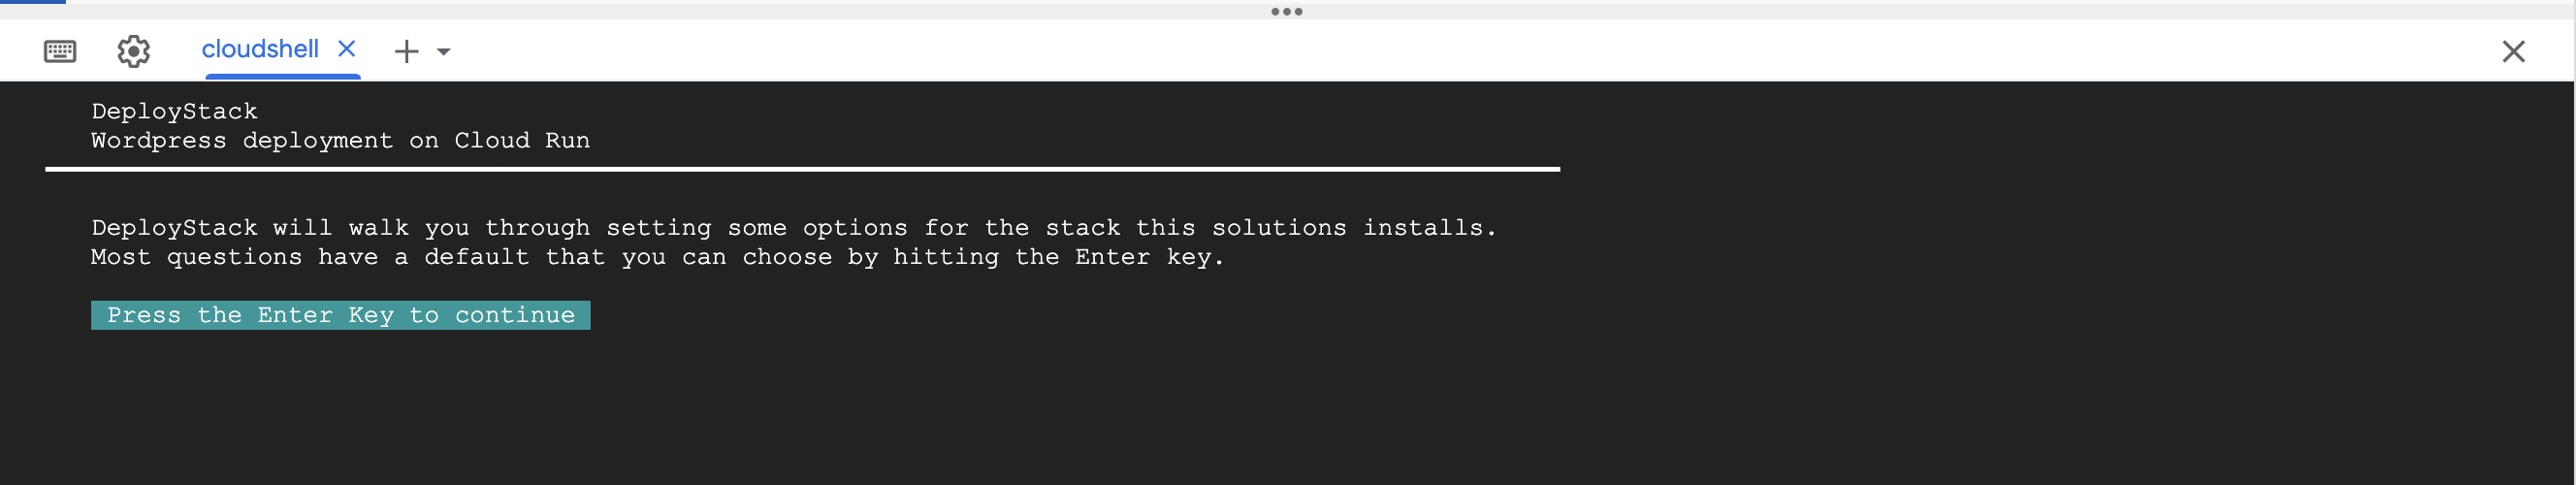 cloudshell
DeployStack
Wordpress deployment on Cloud Run
DeployStack will walk you through setting some options for the stack this solutions installs.
Most questions have a default that you can choose by hitting the Enter key.
Press the Enter Key to continue